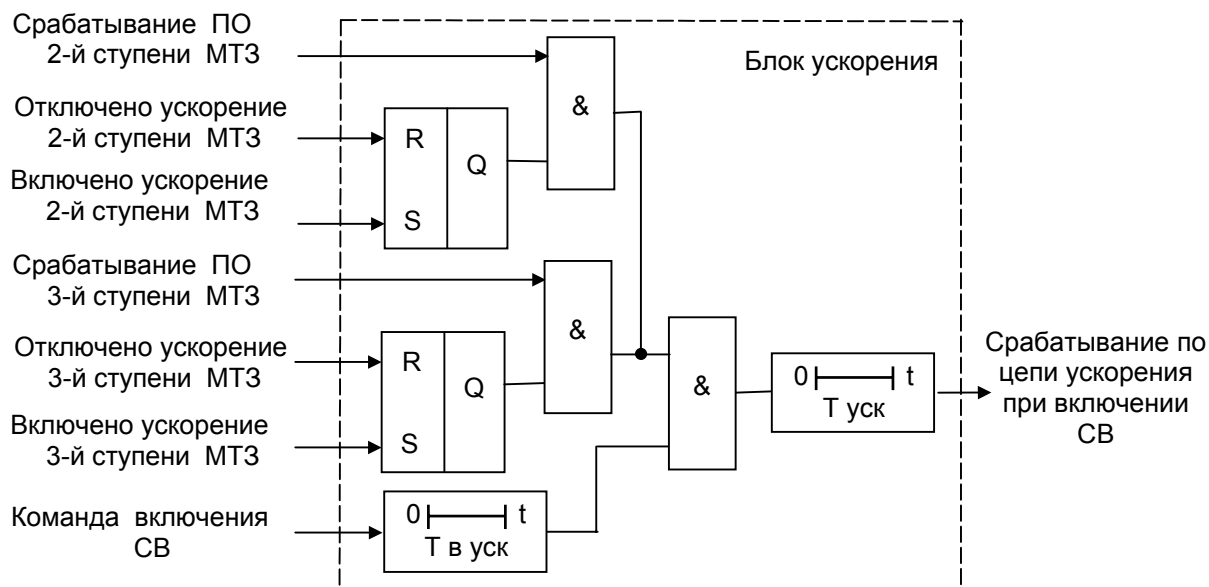 Срабатывание ПО
2-й ступени МТЗ
Блок ускорения
&
Отключено ускорение
2-й ступени МТЗ
R
Q
Включено ускорение
2-й ступени МТЗ
S
Срабатывание ПО
3-й ступени МТЗ
&
Отключено ускорение
3-й ступени МТЗ
R
Q
&
0 t
Т уск
Срабатывание по
цепи ускорения
при включении
СВ
Включено ускорение
3-й ступени МТЗ
S
Команда включения
СВ
0 t
Т в уск